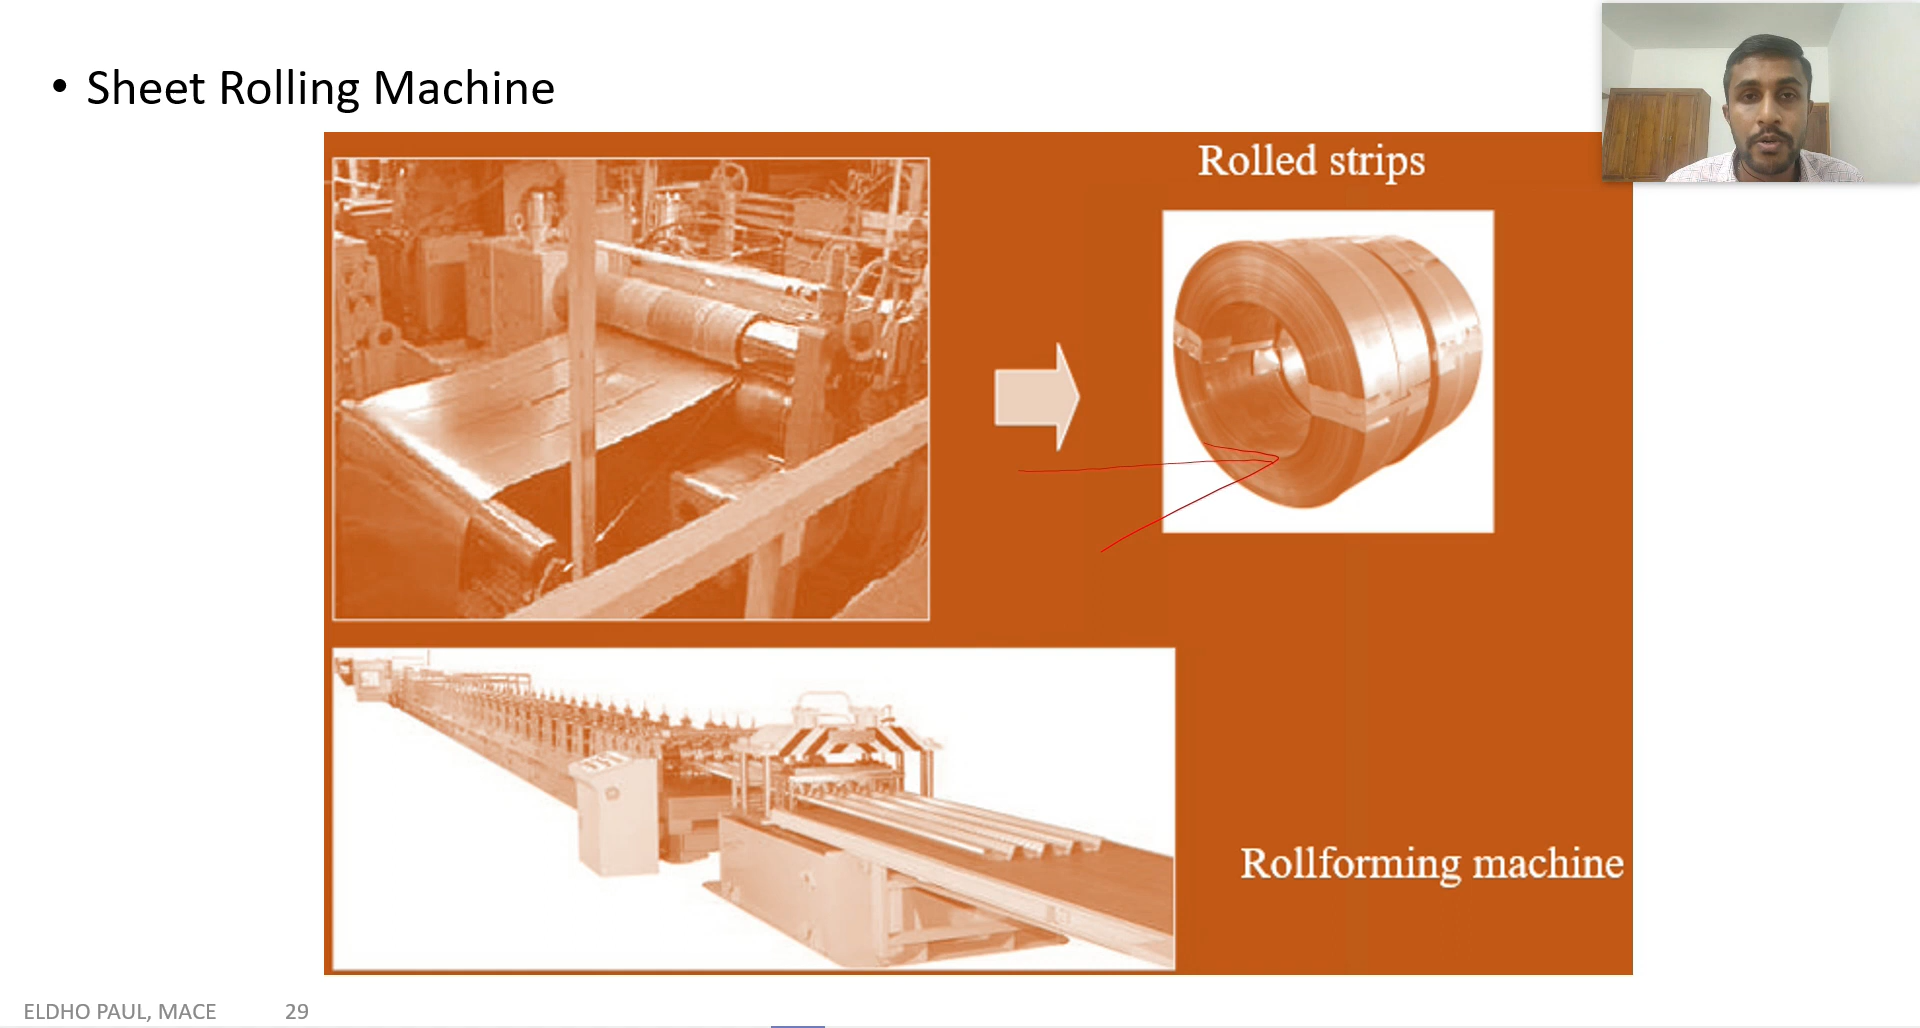 • Sheet Rolling Machine
Rolled strips
Rollforming machine
ELDHO PAUL, MACE 29